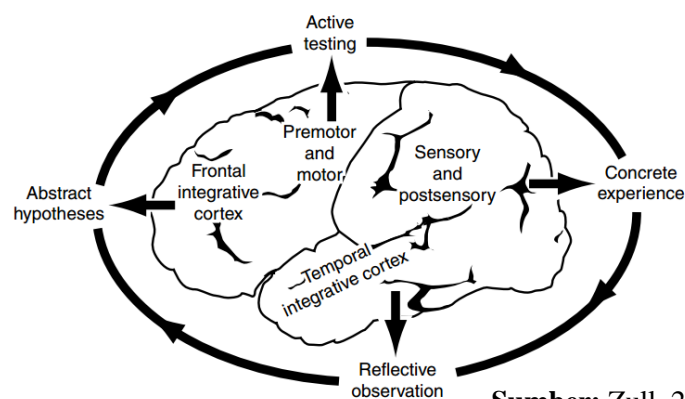 Active
testing
Premotor
and
motor
Frontal
integrative
cortex
Sensory
and
postsensory
Concrete
experience
Abstract
hypotheses
Temporal
integrative cortex
Reflective
observation
Sumber: Zull, 2